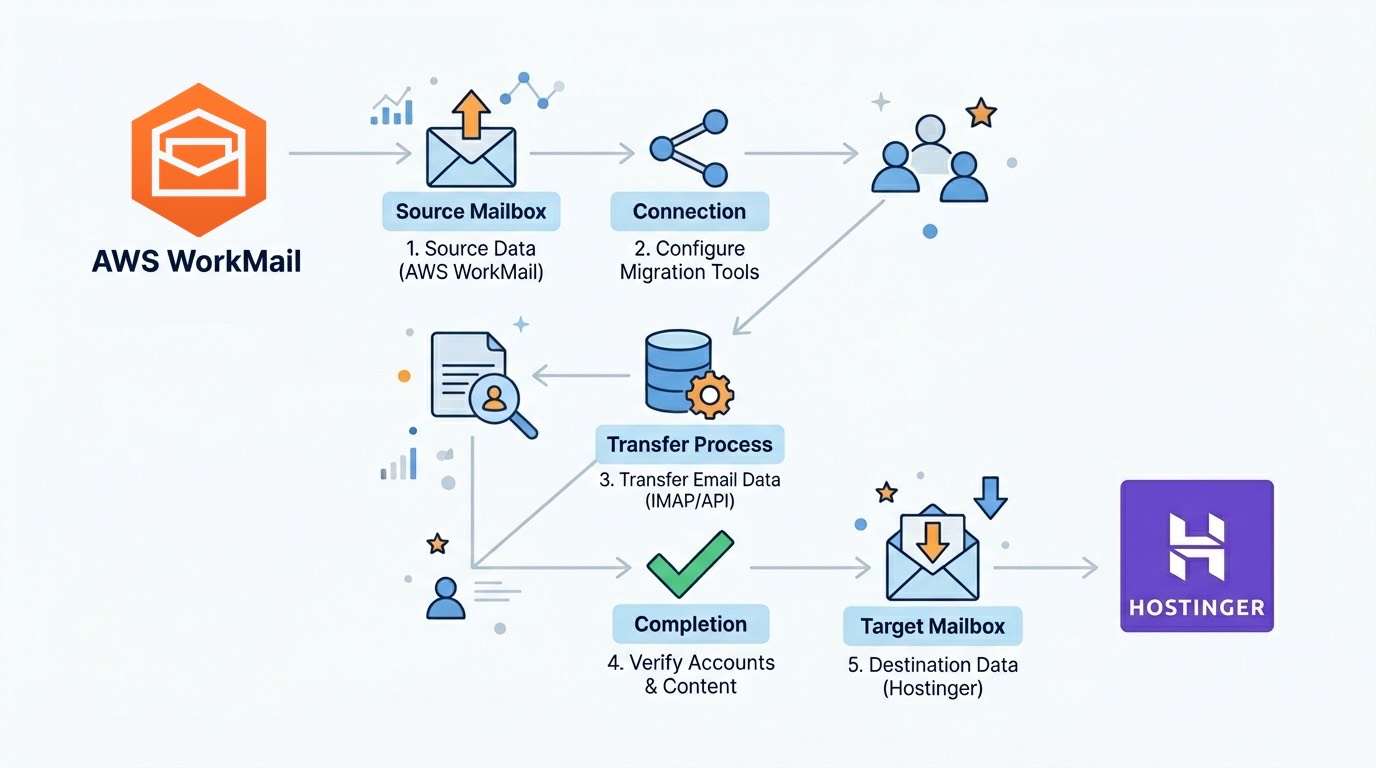 AWS WorkMail
Source Mailbox
1. Source Data
(AWS WorkMail)
Connection
2. Configure
Migration Tools
Transfer Process
3. Transfer Email Data
(IMAP/API)
Completion
4. Verify Accounts
& Content
Target Mailbox
5. Destination Data
(Hostinger)
HOSTINGER